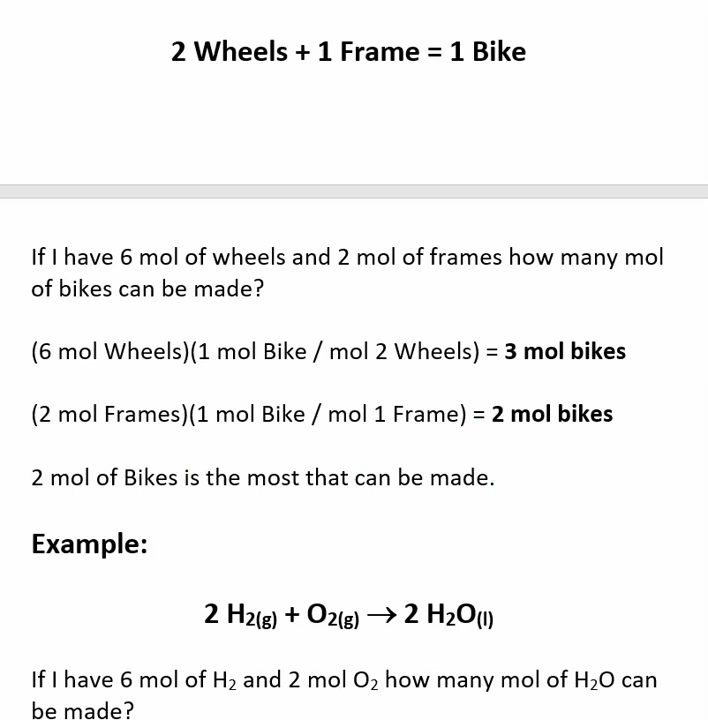 2 Wheels + 1 Frame = 1 Bike
If I have 6 mol of wheels and 2 mol of frames how many mol
of bikes can be made?
(6 mol Wheels)(1 mol Bike / mol 2 Wheels) = 3 mol bikes
(2 mol Frames)(1 mol Bike / mol 1 Frame) = 2 mol bikes
2 mol of Bikes is the most that can be made.
Example:
2 H₂(g) + O₂(g) → 2 H₂O(l)
If I have 6 mol of H₂ and 2 mol O₂ how many mol of H₂O can
be made?